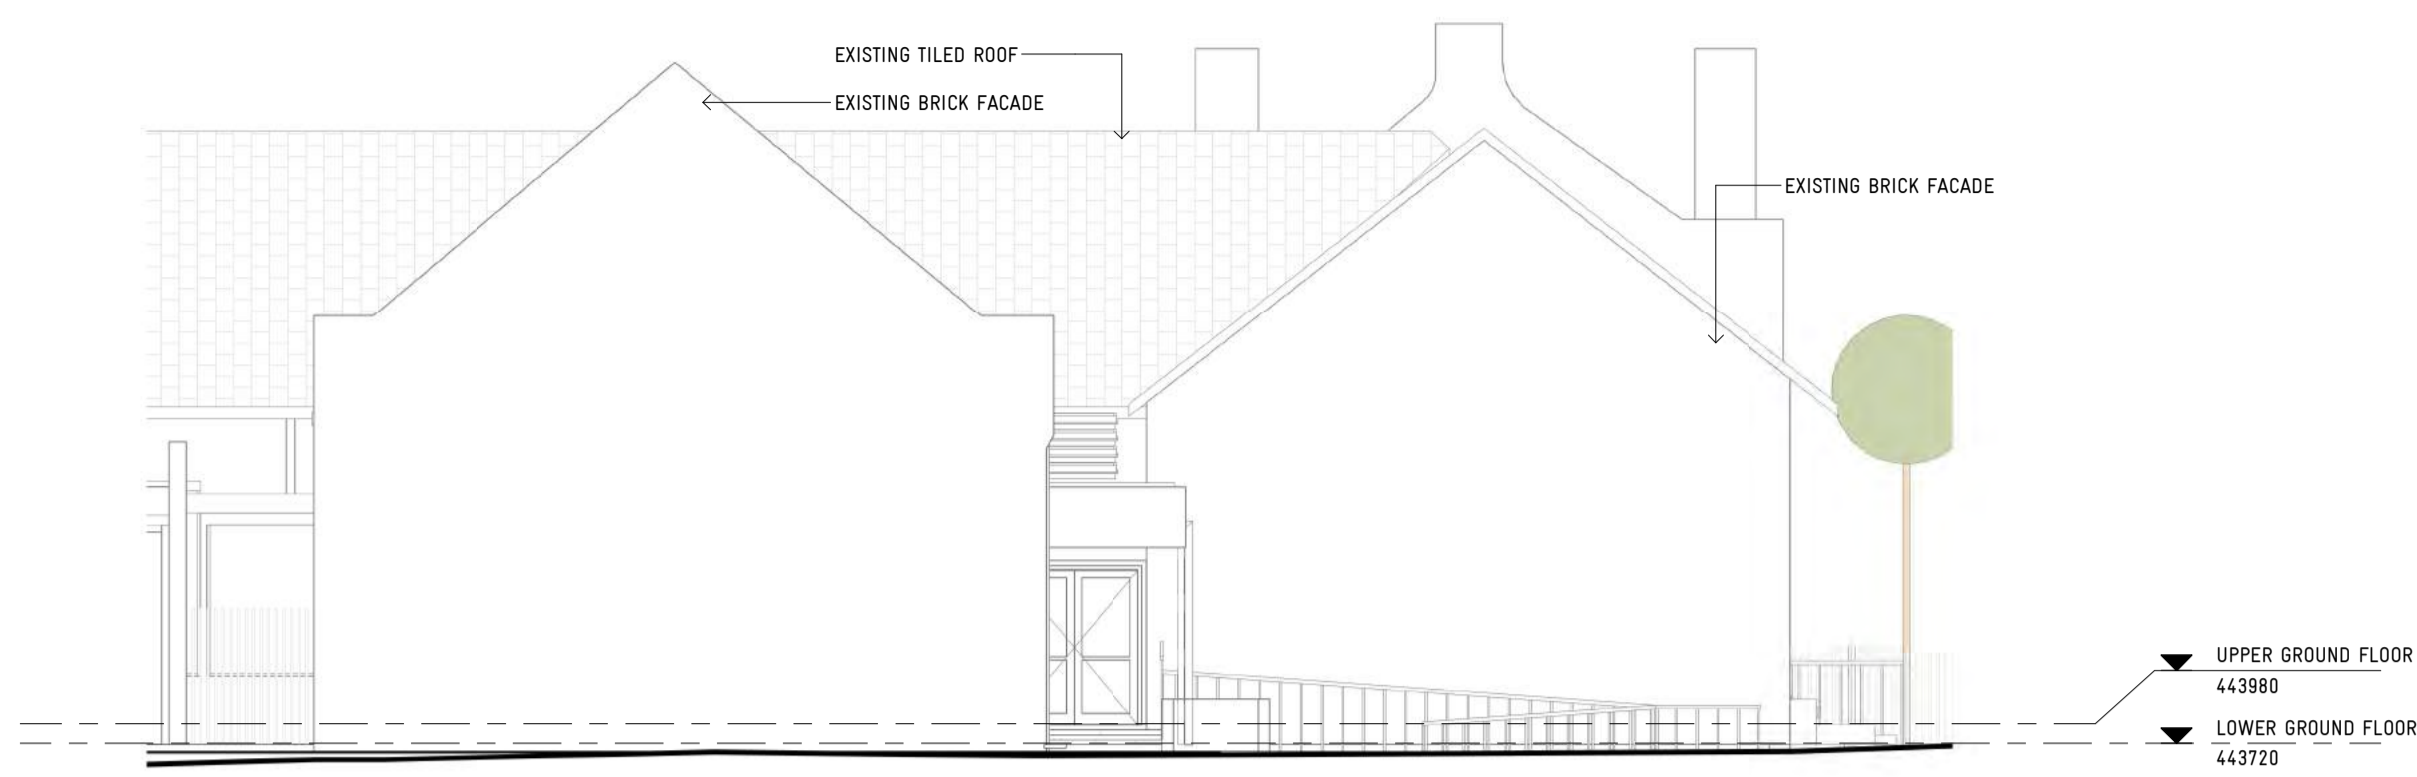 EXISTING TILED ROOF
EXISTING BRICK FACADE
EXISTING BRICK FACADE
UPPER GROUND FLOOR
443980
LOWER GROUND FLOOR
443720